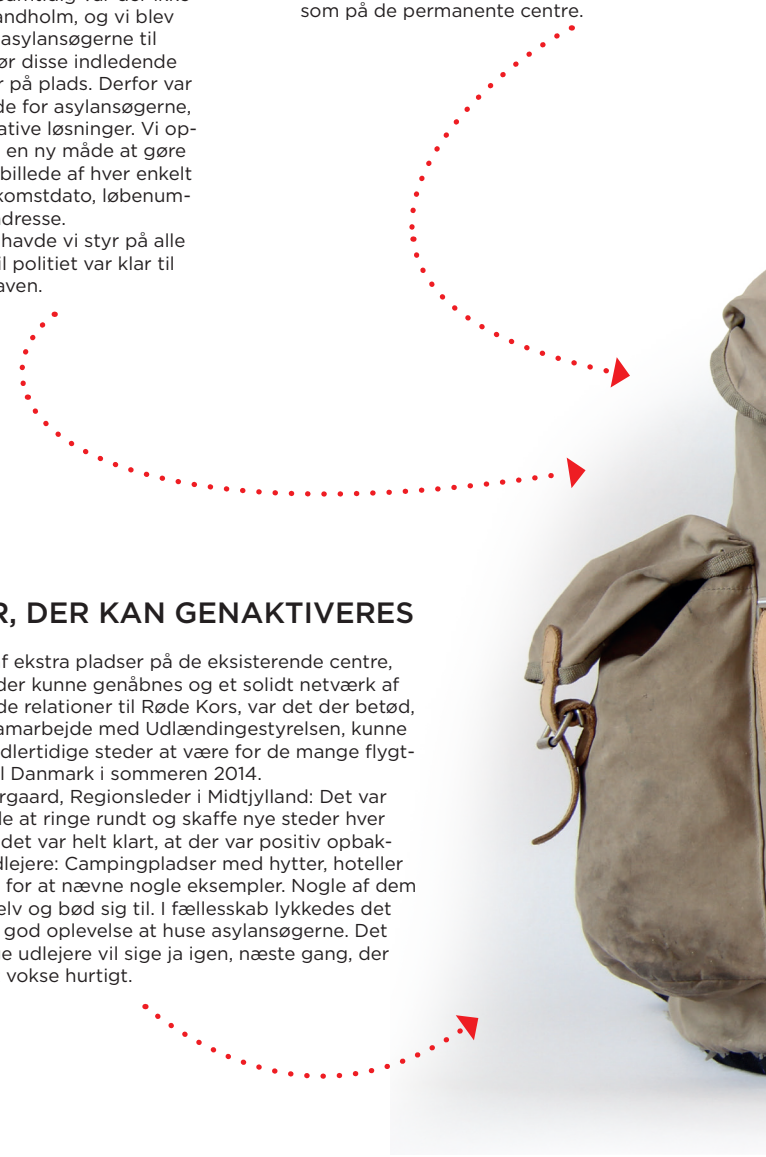 var der ikke
andholm, og vi blev
asylansøgerne til
ør disse indledende
r på plads. Derfor var
de for asylansøgerne,
ative løsninger. Vi op-
en ny måde at gøre
billede af hver enkelt
komstdato, løbenum-
adresse.
havde vi styr på alle
il politiet var klar til
aven.
som på de permanente centre.
R, DER KAN GENAKTIVERES
f ekstra pladser på de eksisterende centre,
der kunne genåbnes og et solidt netværk af
de relationer til Røde Kors, var det der betød,
amarbejde med Udlændingestyrelsen, kunne
dlertidige steder at være for de mange flygt-
l Danmark i sommeren 2014.
rgaard, Regionsleder i Midtjylland: Det var
le at ringe rundt og skaffe nye steder hver
det var helt klart, at der var positiv opbak-
dlejere: Campingpladser med hytter, hoteller
for at nævne nogle eksempler. Nogle af dem
elv og bød sig til. I fællesskab lykkedes det
god oplevelse at huse asylansøgerne. Det
e udlejere vil sige ja igen, næste gang, der
vokse hurtigt.